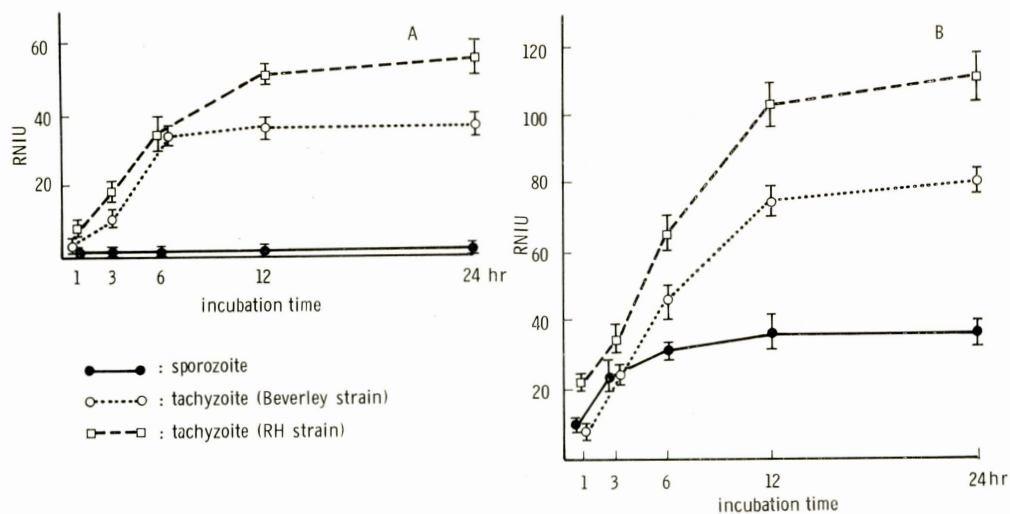 A
60
40
20
RNIU
1 3 6 12 24 hr
incubation time
: sporozoite
: tachyzoite (Beverley strain)
: tachyzoite (RH strain)
B
120
100
80
60
40
20
RNIU
1 3 6 12 24hr
incubation time